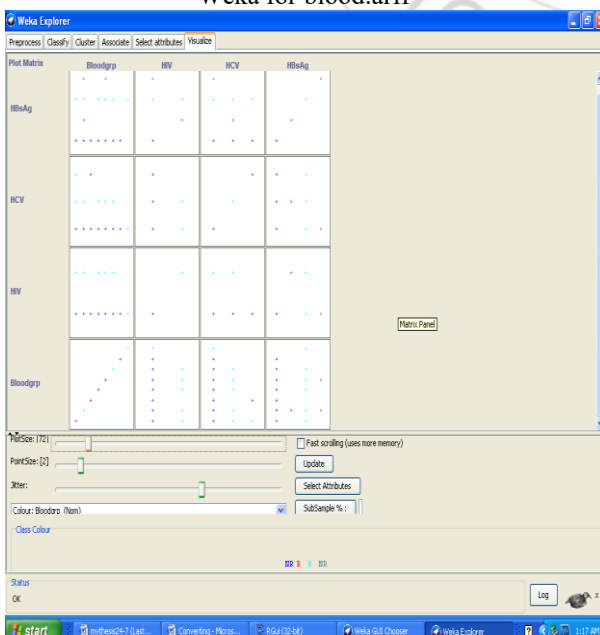 Weka for blood.arff
Weka Explorer
Preprocess Classify Cluster Associate Select attributes Visualize
Plot Matrix Bloodgrp HIV HCV HBsAg
HBsAg
HCV
HIV
Matrix Panel
Bloodgrp
PlotSize: [72]
Fast scrolling (uses more memory)
PointSize: [2]
Update
Jitter:
Select Attributes
Colour: Bloodgrp (Nom)
SubSample % :
Class Colour
NR R R NR
Status
OK
Log
x
start mythesis24-7 (Last... Converting - Micros... RGui (32-bit) Weka GUI Chooser Weka Explorer 1:17 AM